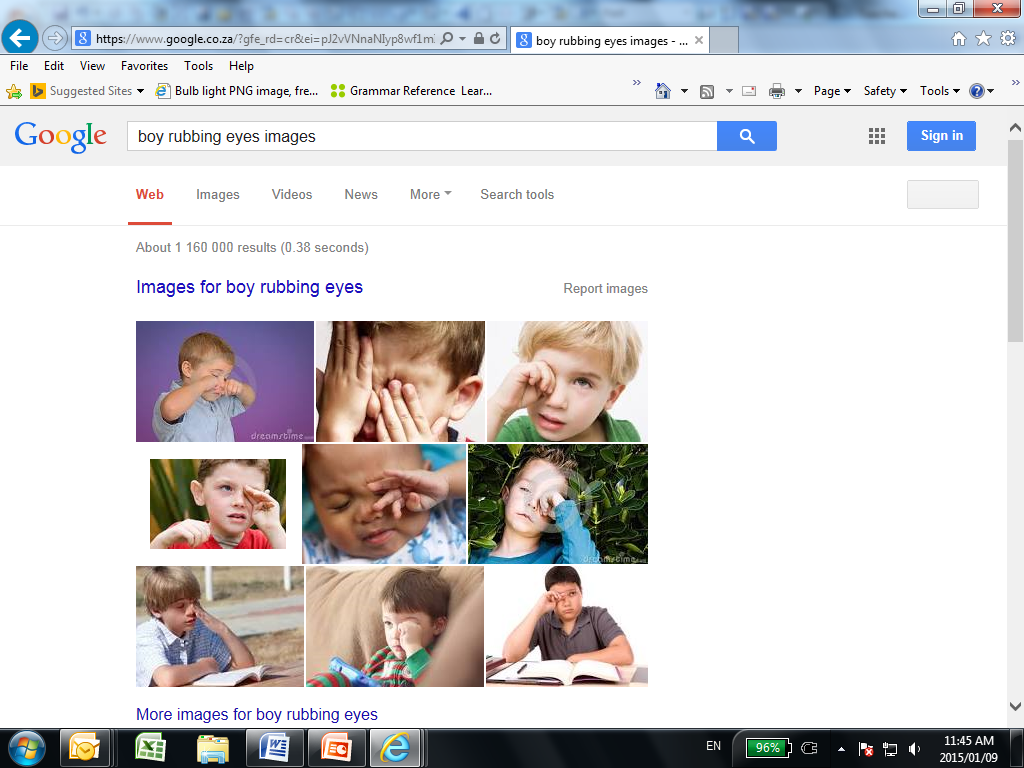 https://www.google.co.za/?gfe_rd=cr&ei=pJ2vVNnaNIyp8wf1m
boy rubbing eyes images - ...
File Edit View Favorites Tools Help
Suggested Sites Bulb light PNG image, fre... Grammar Reference Lear... Page Safety Tools
Google boy rubbing eyes images Sign in
Web Images Videos News More Search tools
About 1 160 000 results (0.38 seconds)
Images for boy rubbing eyes Report images
dreamstime
dreamstime
More images for boy rubbing eyes
EN 96% 11:45 AM
2015/01/09